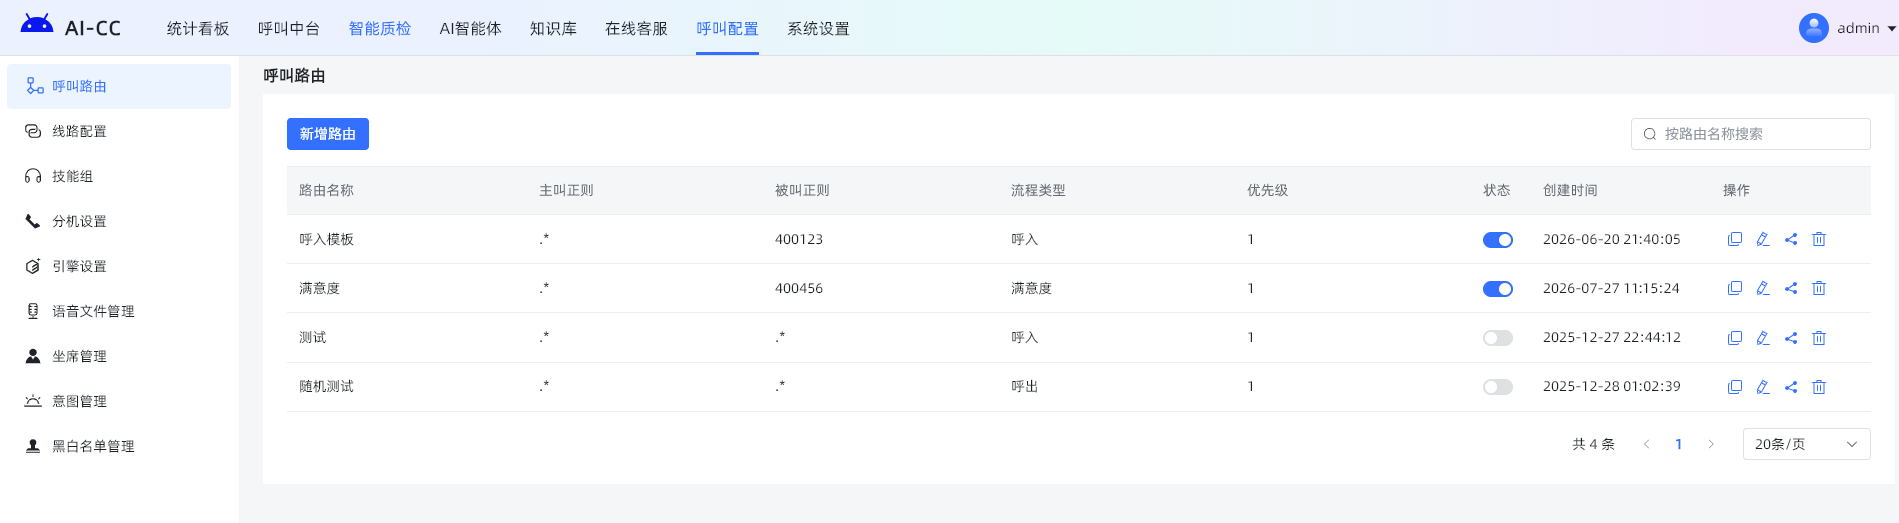 AI-CC 统计看板 呼叫中台 智能质检 AI智能体 知识库 在线客服 呼叫配置 系统设置 admin
呼叫路由
线路配置
技能组
分机设置
引擎设置
语音文件管理
坐席管理
意图管理
黑白名单管理
呼叫路由
新增路由 按路由名称搜索
路由名称 主叫正则 被叫正则 流程类型 优先级 状态 创建时间 操作
呼入模板 .* 400123 呼入 1 2026-06-20 21:40:05
满意度 .* 400456 满意度 1 2026-07-27 11:15:24
测试 .* .* 呼入 1 2025-12-27 22:44:12
随机测试 .* .* 呼出 1 2025-12-28 01:02:39
共 4 条 1 20条/页